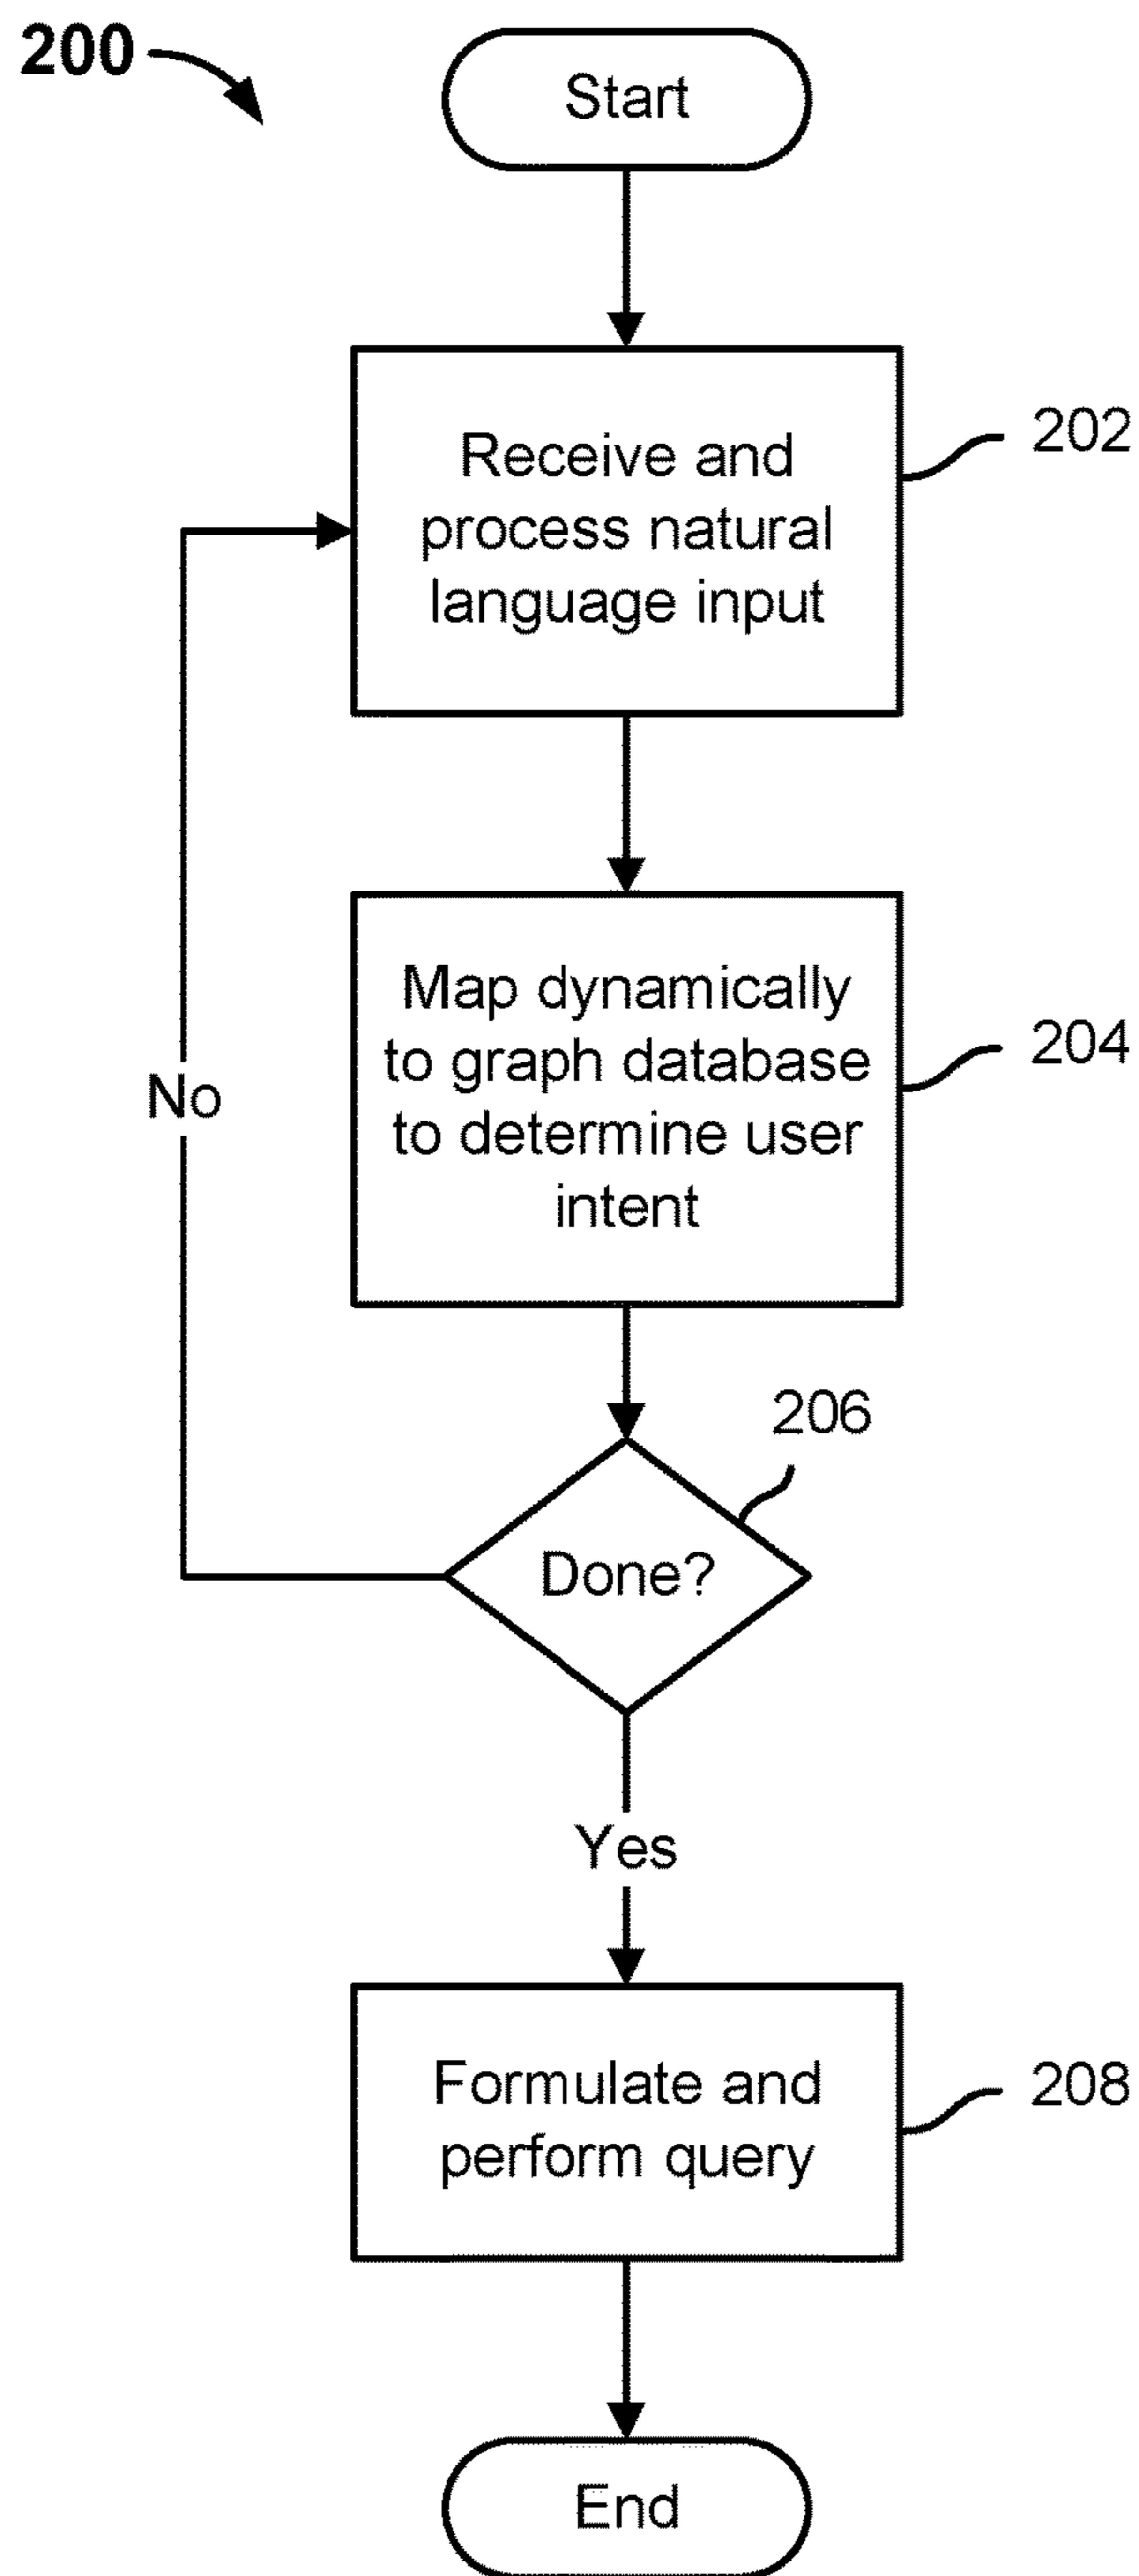 200
Start
Receive and
process natural
language input
202
Map dynamically
to graph database
to determine user
intent
204
No
206
Done?
Yes
Formulate and
perform query
208
End